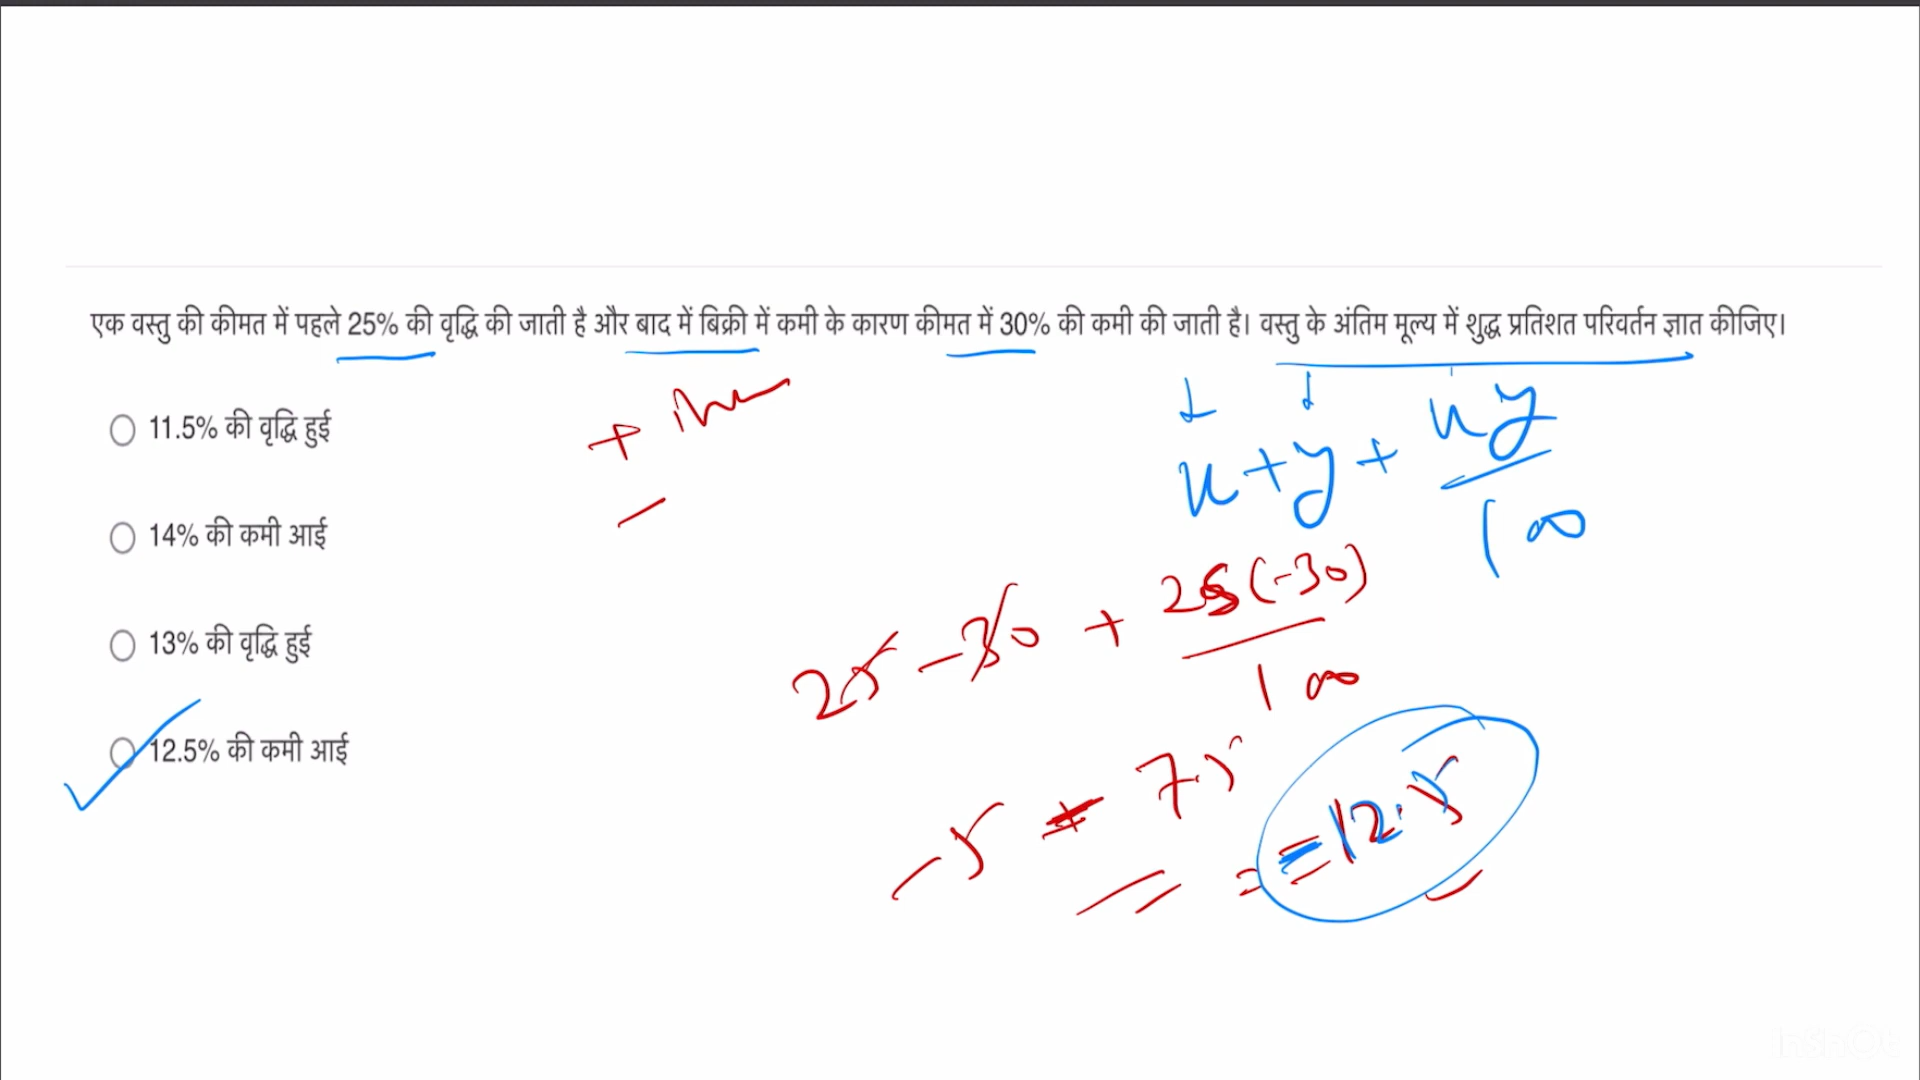 एक वस्तु की कीमत में पहले 25% की वृद्धि की जाती है और बाद में बिक्री में कमी के कारण कीमत में 30% की कमी की जाती है। वस्तु के अंतिम मूल्य में शुद्ध प्रतिशत परिवर्तन ज्ञात कीजिए।
11.5% की वृद्धि हुई
14% की कमी आई
13% की वृद्धि हुई
12.5% की कमी आई
+
-
x + y + xy/100
25 - 30 + 25(-30)/100
-5 - 7.5
= -12.5
InShOt